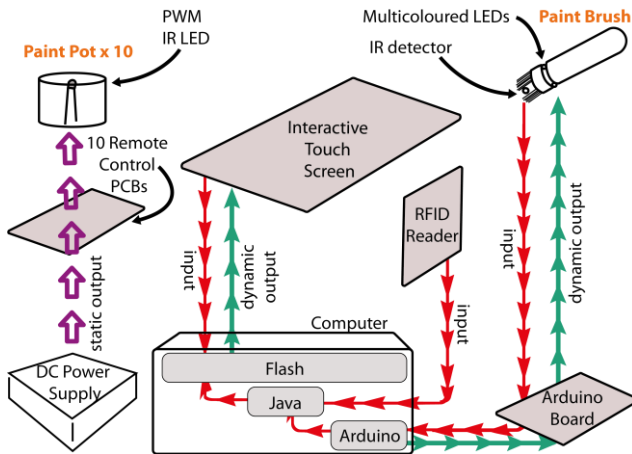 PWM
IR LED
Paint Pot x 10
Multicoloured LEDs
Paint Brush
IR detector
10 Remote
Control
PCBs
Interactive
Touch
Screen
RFID
Reader
static output
input
dynamic
output
input
input
dynamic
output
Computer
DC Power
Supply
Flash
Java
Arduino
Arduino
Board